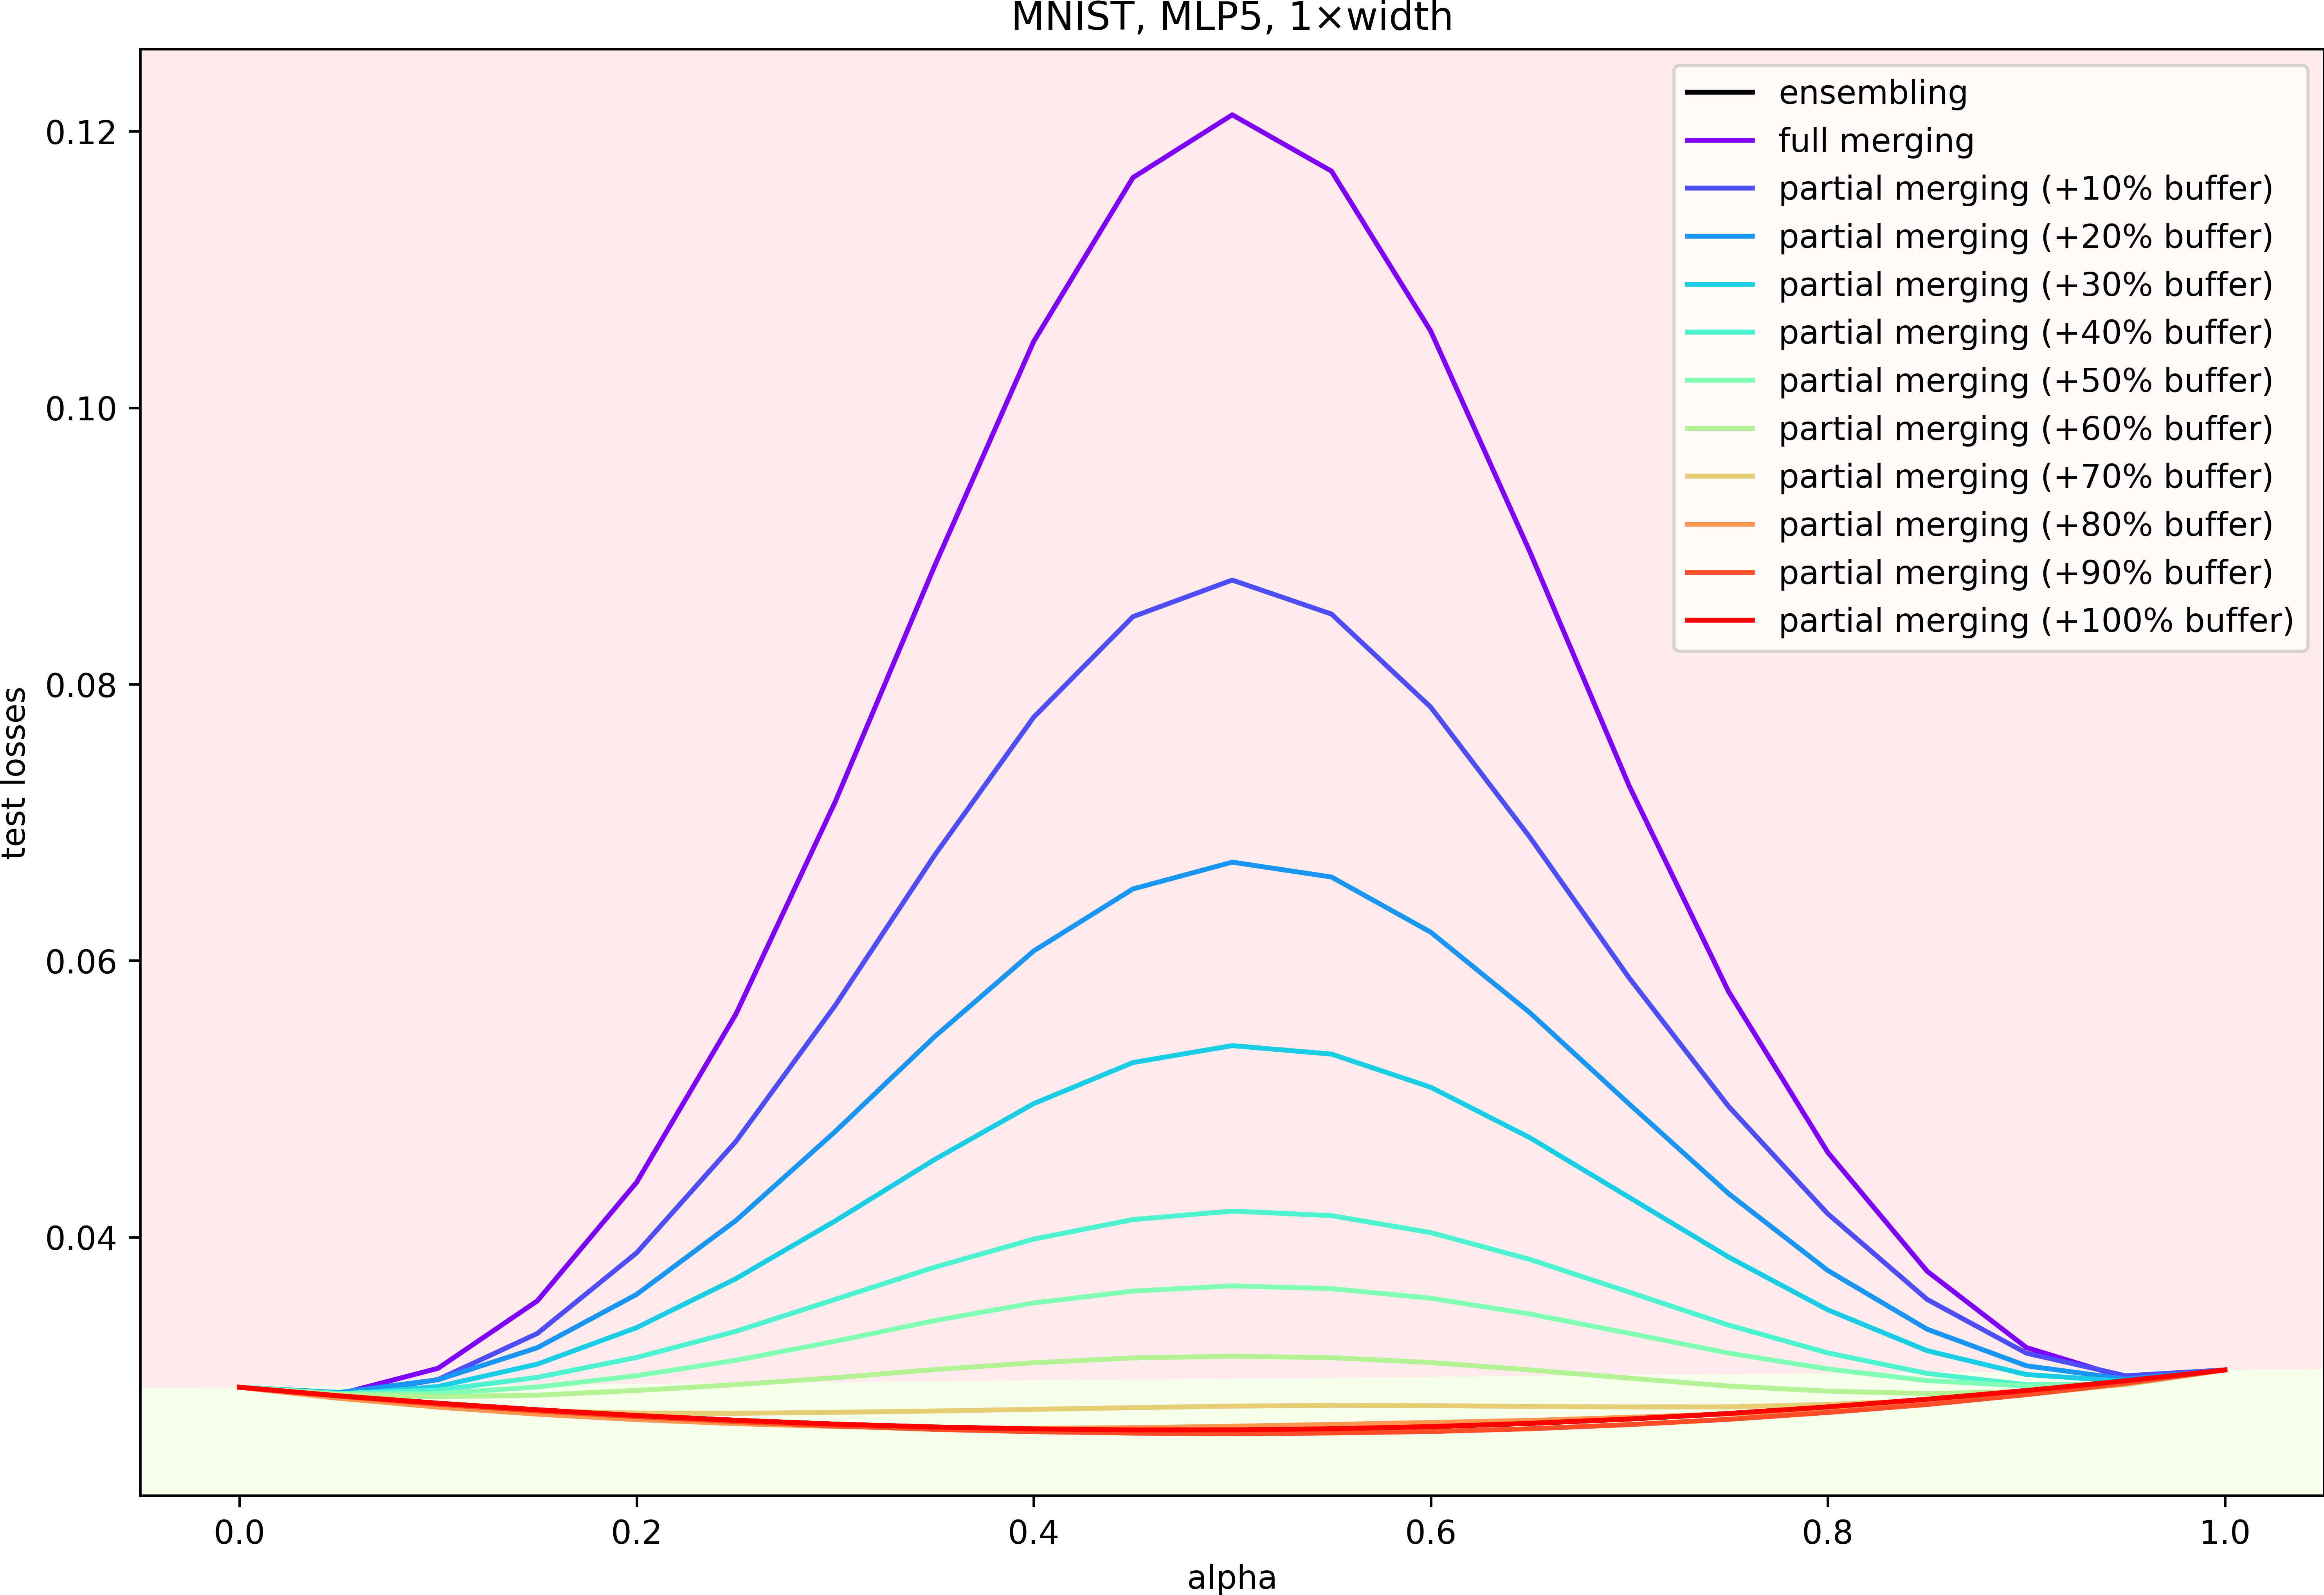 MNIST, MLP5, 1×width
ensembling
full merging
partial merging (+10% buffer)
partial merging (+20% buffer)
partial merging (+30% buffer)
partial merging (+40% buffer)
partial merging (+50% buffer)
partial merging (+60% buffer)
partial merging (+70% buffer)
partial merging (+80% buffer)
partial merging (+90% buffer)
partial merging (+100% buffer)
test losses
0.12
0.10
0.08
0.06
0.04
0.0 0.2 0.4 0.6 0.8 1.0
alpha